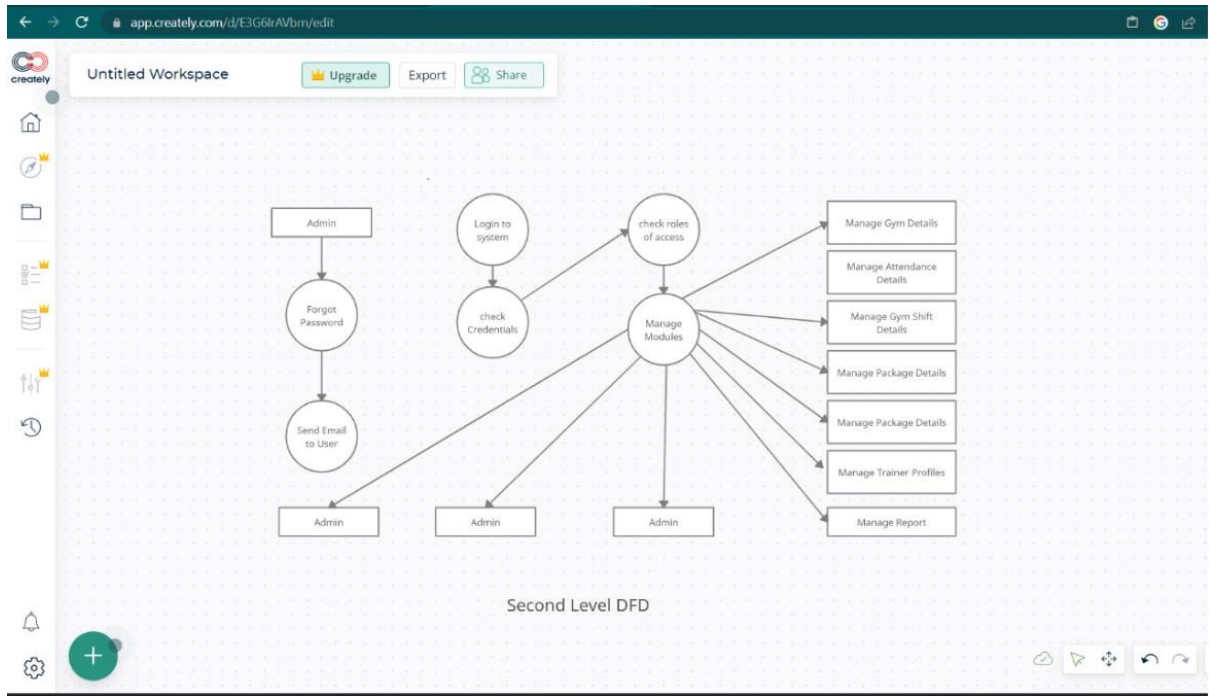 app.creately.com/d/E3G6IrAVbrn/edit
creately
Untitled Workspace
Upgrade
Export
Share
Admin
Login to
system
check roles
of access
Manage Gym Details
Manage Attendance
Details
Forgot
Password
check
Credentials
Manage
Modules
Manage Gym Shift
Details
Manage Package Details
Manage Package Details
Send Email
to User
Manage Trainer Profiles
Admin
Admin
Admin
Manage Report
Second Level DFD